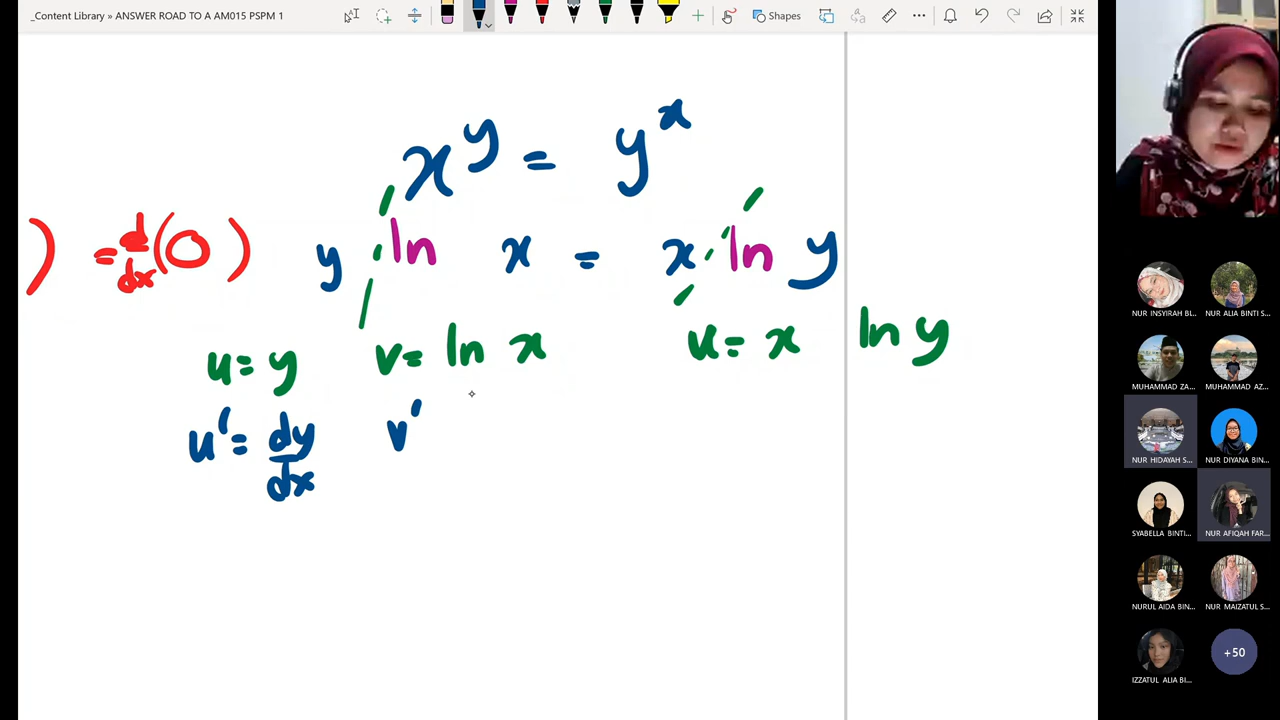 _Content Library » ANSWER ROAD TO A AM015 PSPM 1
Shapes
x^y = y^x
) = d/dx (0)
y ln x = x ln y
u = y v = ln x u = x ln y
u' = dy/dx v'
NUR INSYIRAH BI... NUR ALIA BINTI S...
MUHAMMAD ZA... MUHAMMAD AZ...
NUR HIDAYAH S... NUR DIYANA BIN...
SYABELLA BINTI... NUR AFIQAH FAR...
NURUL AIDA BIN... NUR MAIZATUL S...
IZZATUL ALIA BI... +50